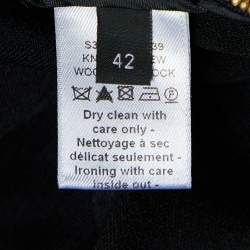 42
Dry clean with
care only -
Nettoyage à sec
délicat seulement -
Ironing with care
inside out -